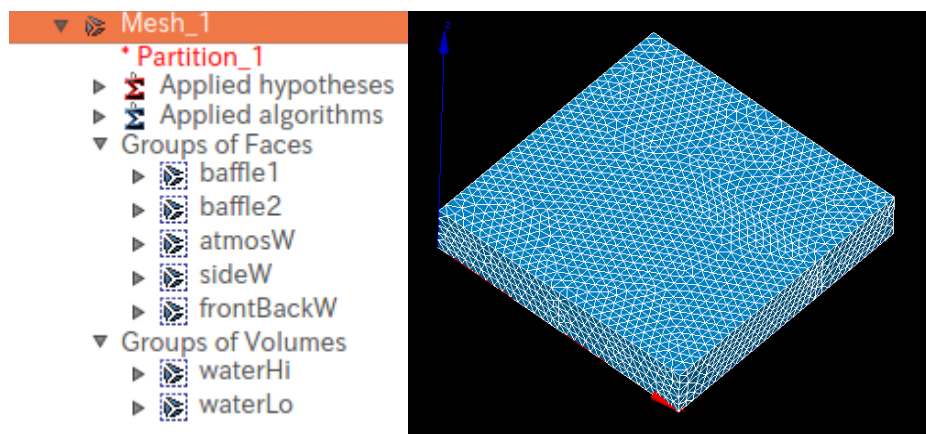 Mesh_1
* Partition_1
Applied hypotheses
Applied algorithms
Groups of Faces
baffle1
baffle2
atmosW
sideW
frontBackW
Groups of Volumes
waterHi
waterLo
z